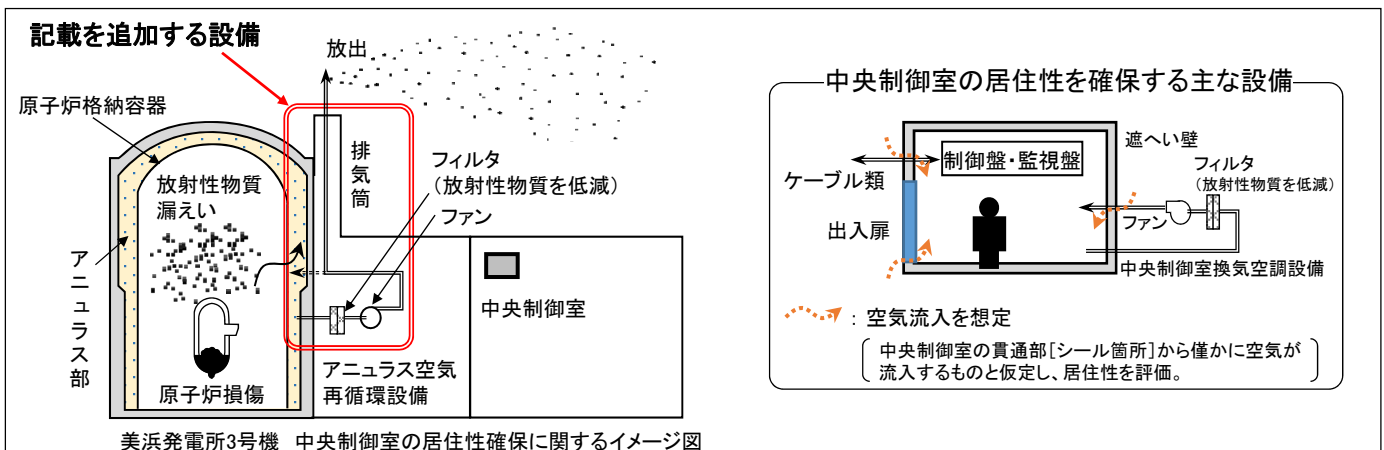 記載を追加する設備
放出
原子炉格納容器
排気筒
フィルタ
(放射性物質を低減)
ファン
放射性物質
漏えい
アニュラス部
中央制御室
アニュラス空気
再循環設備
原子炉損傷
美浜発電所3号機 中央制御室の居住性確保に関するイメージ図
中央制御室の居住性を確保する主な設備
制御盤・監視盤
遮へい壁
フィルタ
(放射性物質を低減)
ケーブル類
ファン
出入扉
中央制御室換気空調設備
: 空気流入を想定
中央制御室の貫通部[シール箇所]から僅かに空気が
流入するものと仮定し、居住性を評価。